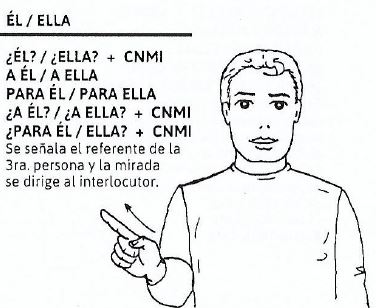 ÉL / ELLA
¿ÉL? / ¿ELLA? + CNMI
A ÉL / A ELLA
PARA ÉL / PARA ELLA
¿A ÉL? / ¿A ELLA? + CNMI
¿PARA ÉL / ELLA? + CNMI
Se señala el referente de la
3ra. persona y la mirada
se dirige al interlocutor.